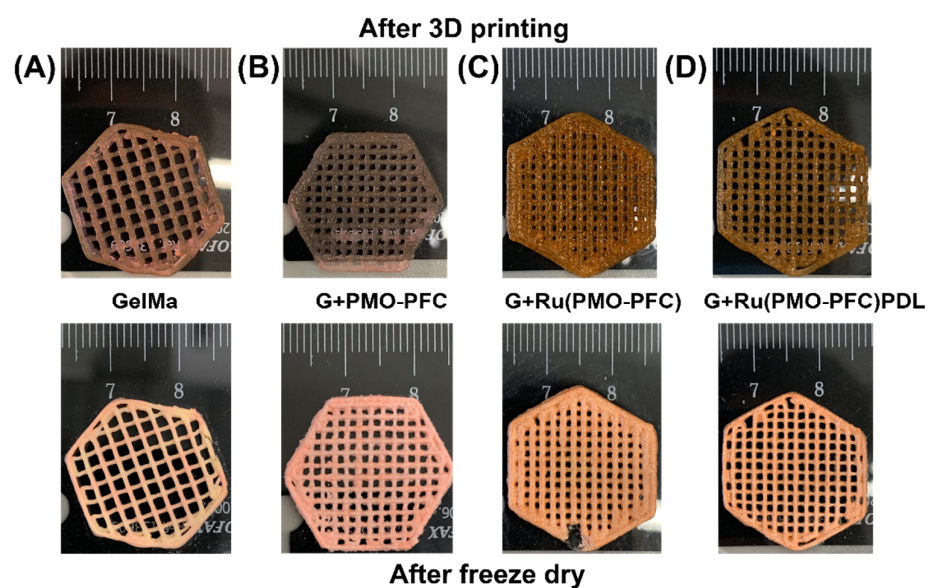 After 3D printing
(A) (B) (C) (D)
7 8 7 8 7 8 7 8
GelMa G+PMO-PFC G+Ru(PMO-PFC) G+Ru(PMO-PFC)PDL
7 8 7 8 7 8 7 8
After freeze dry